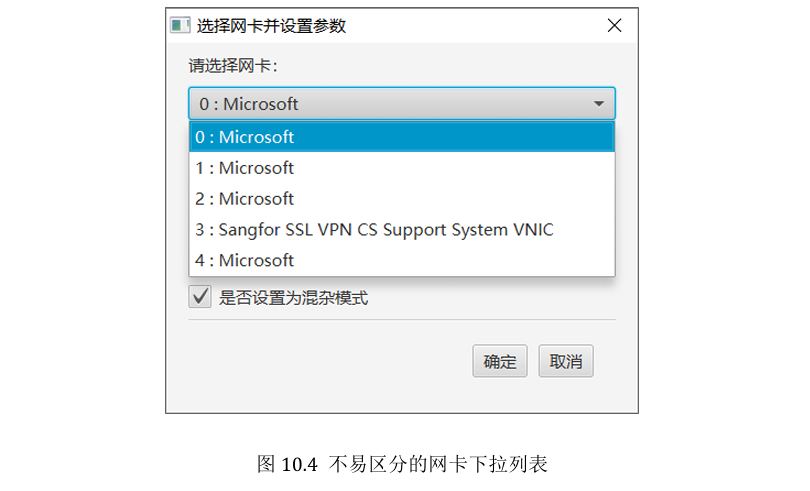 选择网卡并设置参数
请选择网卡：
0 : Microsoft
0 : Microsoft
1 : Microsoft
2 : Microsoft
3 : Sangfor SSL VPN CS Support System VNIC
4 : Microsoft
是否设置为混杂模式
确定 取消
图 10.4 不易区分的网卡下拉列表